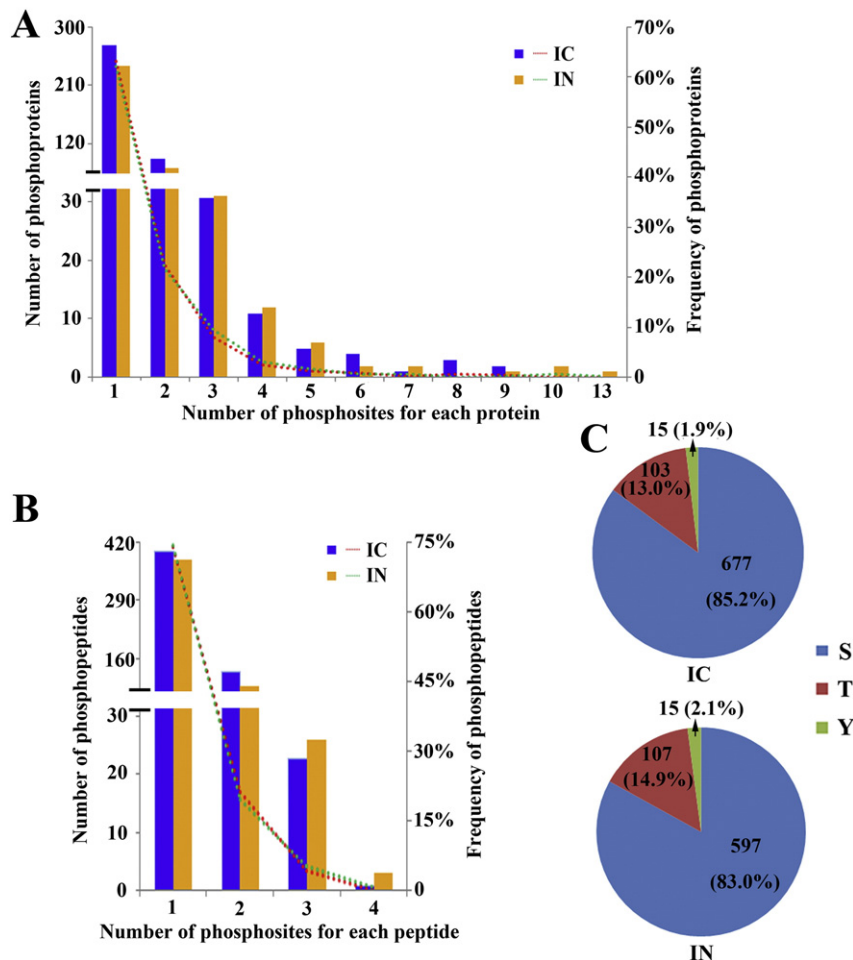 A
Number of phosphoproteins
300
210
120
30
20
10
0
IC
IN
70%
60%
50%
40%
30%
20%
10%
0
Frequency of phosphoproteins
1 2 3 4 5 6 7 8 9 10 13
Number of phosphosites for each protein
B
Number of phosphopeptides
420
290
160
30
20
10
0
IC
IN
75%
60%
45%
30%
15%
0
Frequency of phosphopeptides
1 2 3 4
Number of phosphosites for each peptide
C
15 (1.9%)
103
(13.0%)
677
(85.2%)
IC
S
T
Y
15 (2.1%)
107
(14.9%)
597
(83.0%)
IN